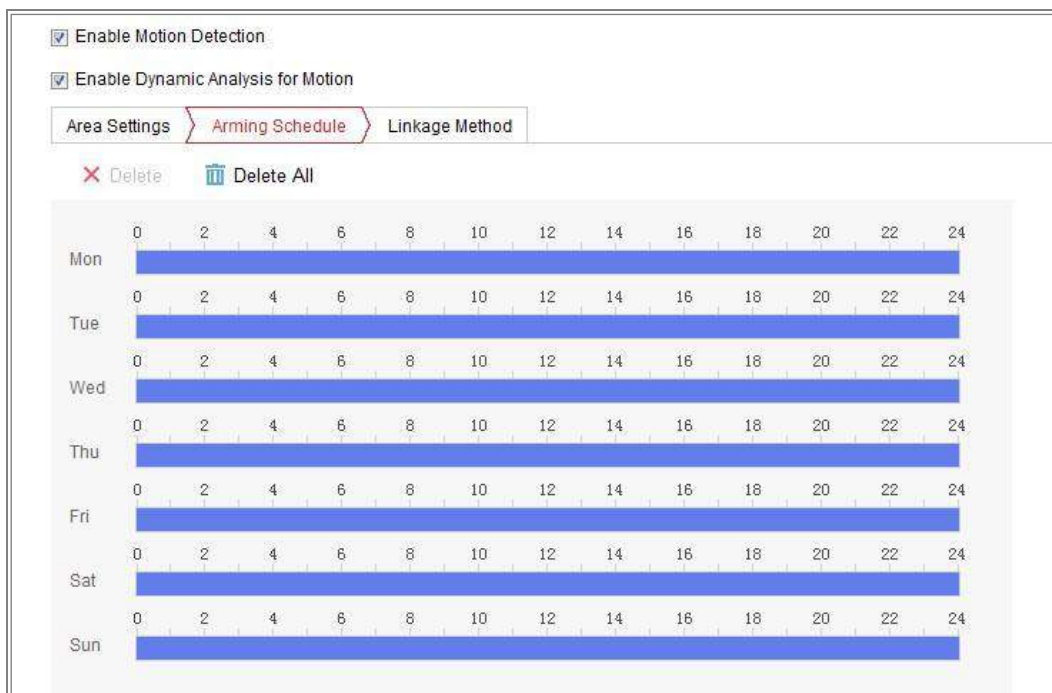 Enable Motion Detection
Enable Dynamic Analysis for Motion
Area Settings Arming Schedule Linkage Method
Delete Delete All
0 2 4 6 8 10 12 14 16 18 20 22 24
Mon
0 2 4 6 8 10 12 14 16 18 20 22 24
Tue
0 2 4 6 8 10 12 14 16 18 20 22 24
Wed
0 2 4 6 8 10 12 14 16 18 20 22 24
Thu
0 2 4 6 8 10 12 14 16 18 20 22 24
Fri
0 2 4 6 8 10 12 14 16 18 20 22 24
Sat
0 2 4 6 8 10 12 14 16 18 20 22 24
Sun